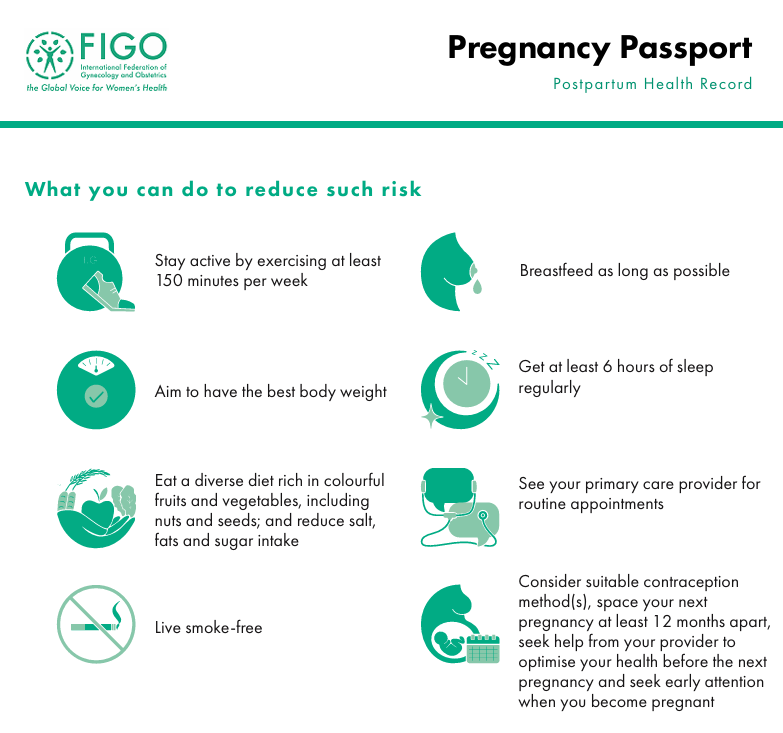 FIGO
International Federation of
Gynecology and Obstetrics
the Global Voice for Women's Health
Pregnancy Passport
Postpartum Health Record
What you can do to reduce such risk
Stay active by exercising at least
150 minutes per week
Breastfeed as long as possible
Aim to have the best body weight
z z Z
Get at least 6 hours of sleep
regularly
Eat a diverse diet rich in colourful
fruits and vegetables, including
nuts and seeds; and reduce salt,
fats and sugar intake
See your primary care provider for
routine appointments
Live smoke-free
Consider suitable contraception
method(s), space your next
pregnancy at least 12 months apart,
seek help from your provider to
optimise your health before the next
pregnancy and seek early attention
when you become pregnant